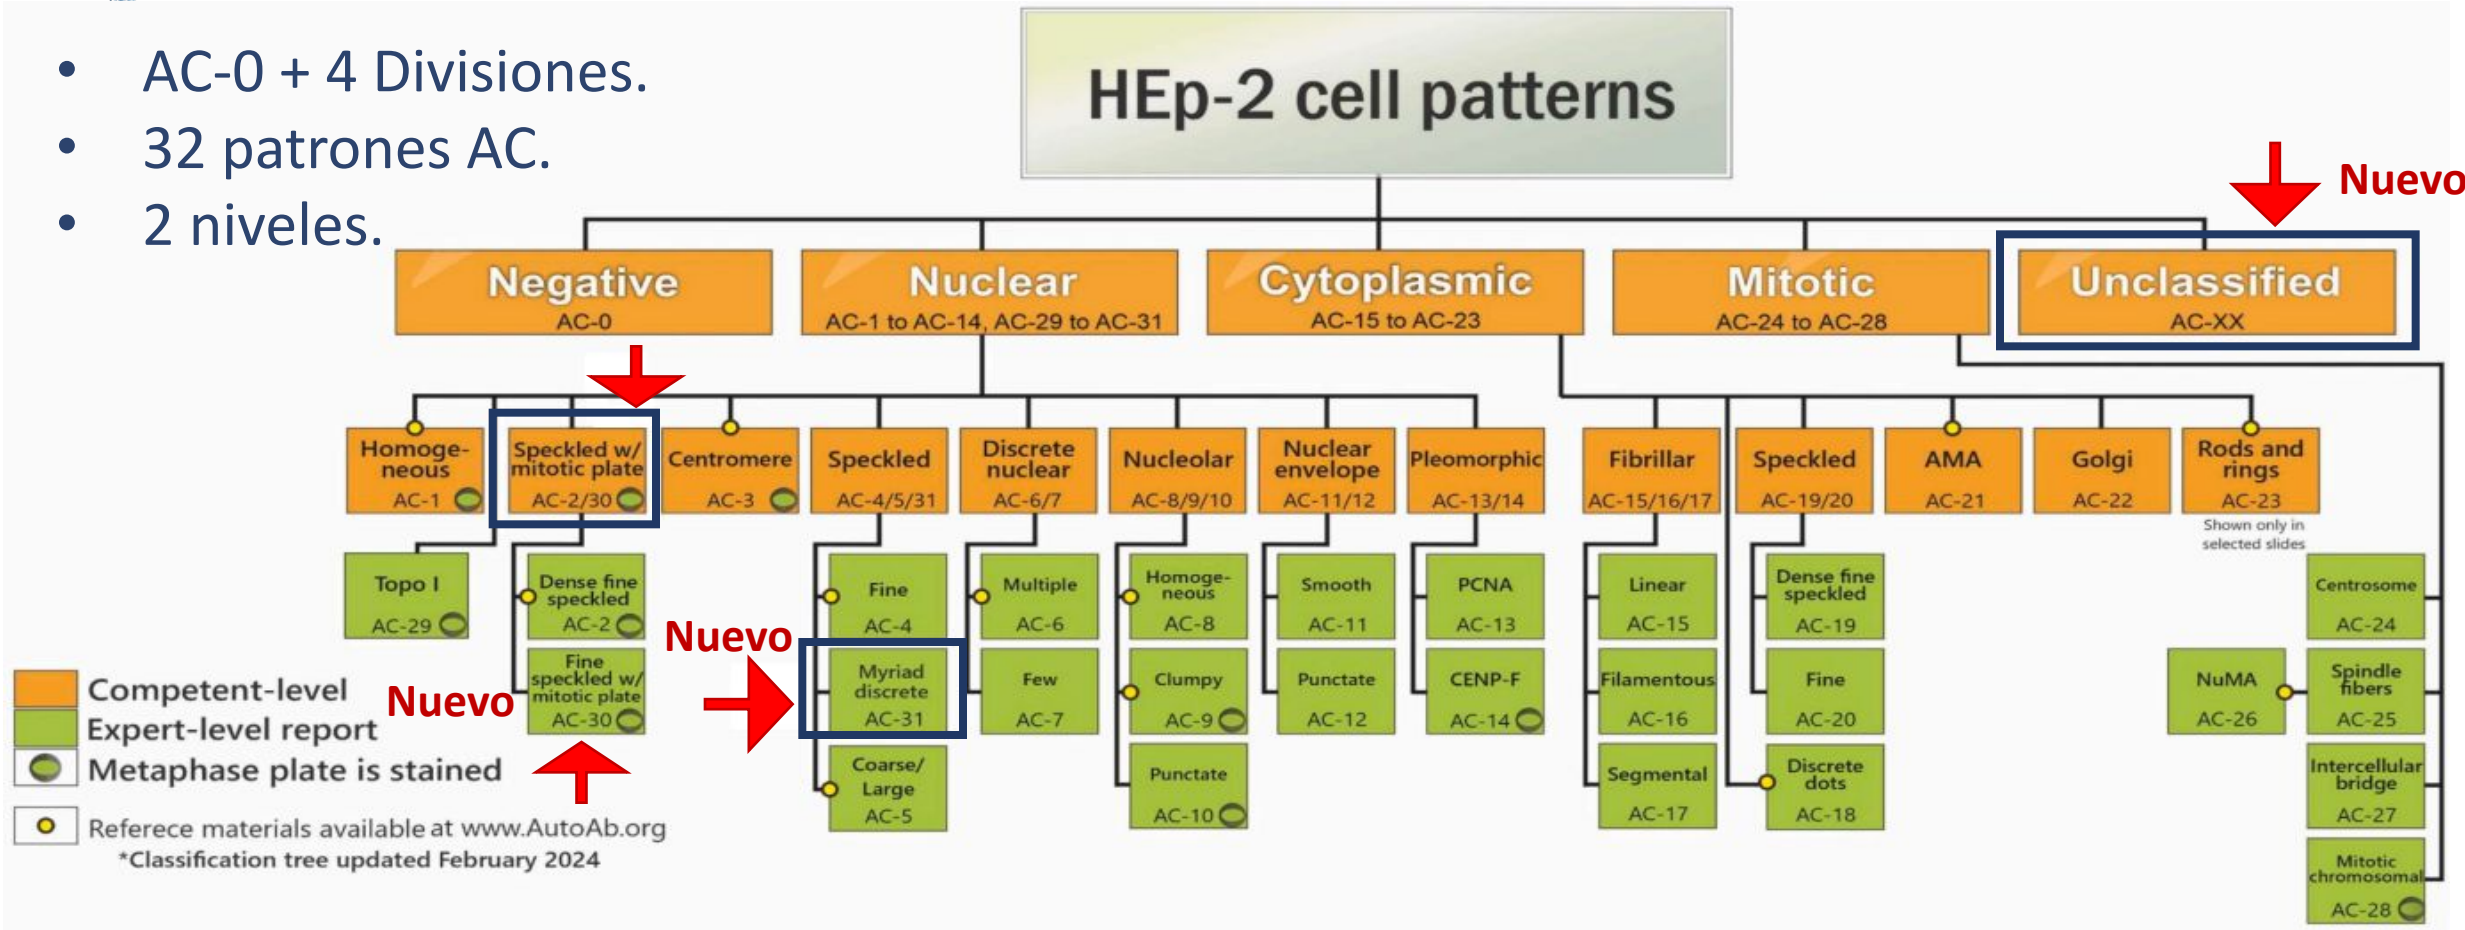 • AC-0 + 4 Divisiones.
• 32 patrones AC.
• 2 niveles.
HEp-2 cell patterns
Nuevo
Negative
AC-0
Nuclear
AC-1 to AC-14, AC-29 to AC-31
Cytoplasmic
AC-15 to AC-23
Mitotic
AC-24 to AC-28
Unclassified
AC-XX
Homoge-
neous
AC-1
Speckled w/
mitotic plate
AC-2/30
Centromere
AC-3
Speckled
AC-4/5/31
Discrete
nuclear
AC-6/7
Nucleolar
AC-8/9/10
Nuclear
envelope
AC-11/12
Pleomorphic
AC-13/14
Fibrillar
AC-15/16/17
Speckled
AC-19/20
AMA
AC-21
Golgi
AC-22
Rods and
rings
AC-23
Shown only in
selected slides
Topo I
AC-29
Dense fine
speckled
AC-2
Fine
speckled w/
mitotic plate
AC-30
Nuevo
Nuevo
Fine
AC-4
Myriad
discrete
AC-31
Coarse/
Large
AC-5
Multiple
AC-6
Few
AC-7
Homoge-
neous
AC-8
Clumpy
AC-9
Punctate
AC-10
Smooth
AC-11
Punctate
AC-12
PCNA
AC-13
CENP-F
AC-14
Linear
AC-15
Filamentous
AC-16
Segmental
AC-17
Dense fine
speckled
AC-19
Fine
AC-20
Discrete
dots
AC-18
Centrosome
AC-24
NuMA
AC-26
Spindle
fibers
AC-25
Intercellular
bridge
AC-27
Mitotic
chromosomal
AC-28
Competent-level
Expert-level report
Metaphase plate is stained
Referece materials available at www.AutoAb.org
*Classification tree updated February 2024